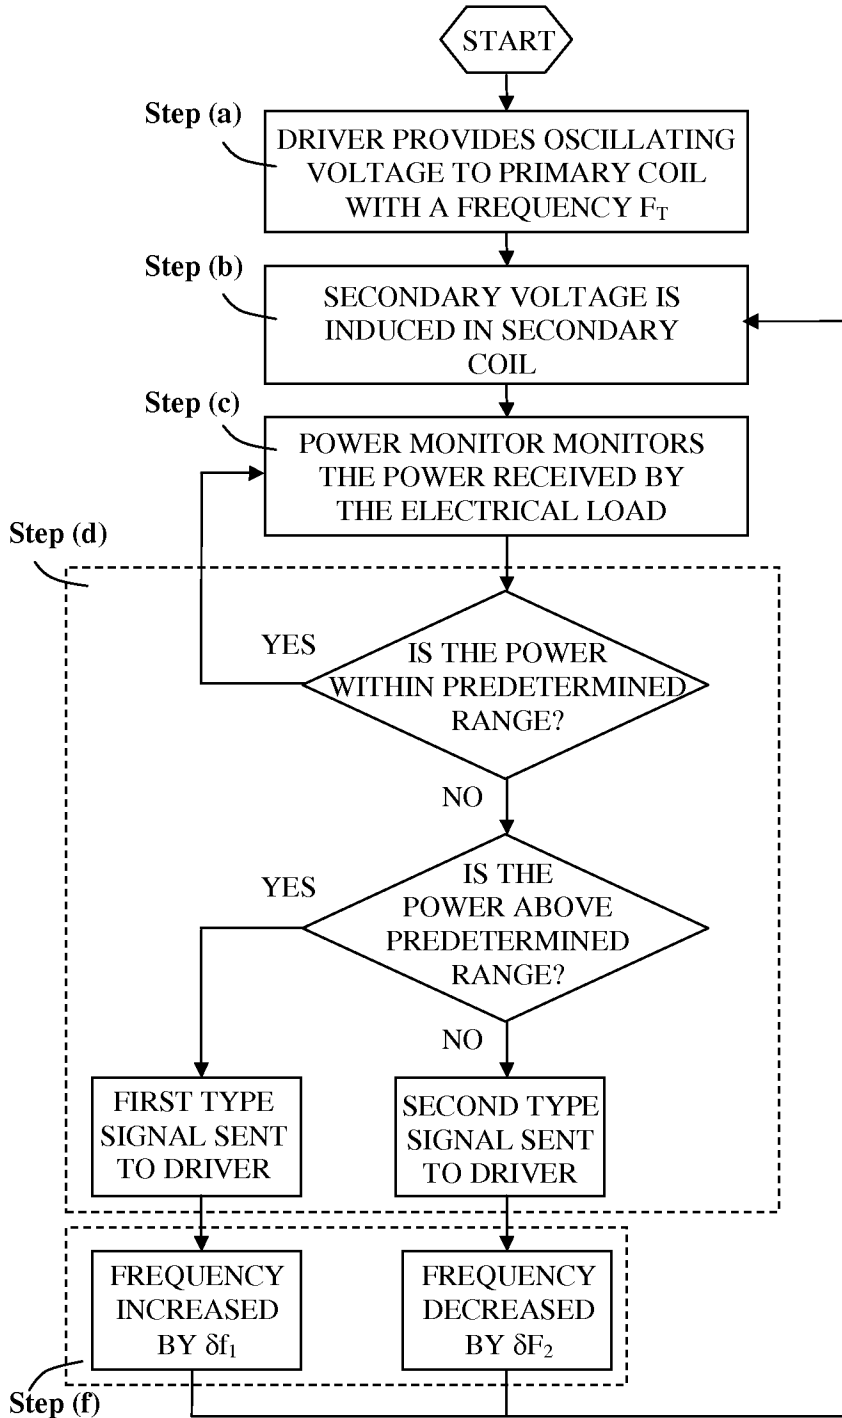 START
Step (a)
DRIVER PROVIDES OSCILLATING
VOLTAGE TO PRIMARY COIL
WITH A FREQUENCY F_T
Step (b)
SECONDARY VOLTAGE IS
INDUCED IN SECONDARY
COIL
Step (c)
POWER MONITOR MONITORS
THE POWER RECEIVED BY
THE ELECTRICAL LOAD
Step (d)
YES
IS THE POWER
WITHIN PREDETERMINED
RANGE?
NO
YES
IS THE
POWER ABOVE
PREDETERMINED
RANGE?
NO
FIRST TYPE
SIGNAL SENT
TO DRIVER
SECOND TYPE
SIGNAL SENT
TO DRIVER
FREQUENCY
INCREASED
BY δf₁
FREQUENCY
DECREASED
BY δF₂
Step (f)